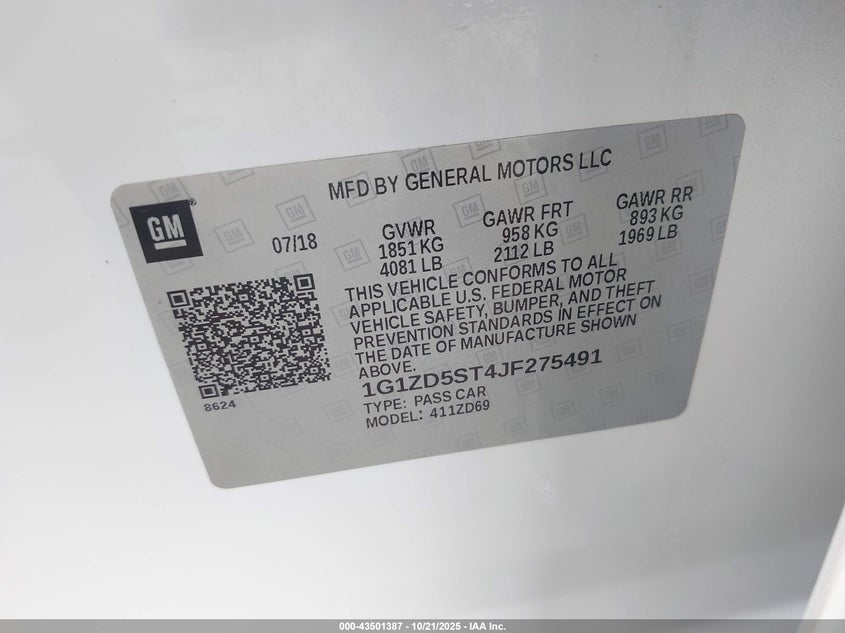 MFD BY GENERAL MOTORS LLC
GM
07/18
GVWR
1851 KG
4081 LB
GAWR FRT
958 KG
2112 LB
GAWR RR
893 KG
1969 LB
THIS VEHICLE CONFORMS TO ALL
APPLICABLE U.S. FEDERAL MOTOR
VEHICLE SAFETY, BUMPER, AND THEFT
PREVENTION STANDARDS IN EFFECT ON
THE DATE OF MANUFACTURE SHOWN
ABOVE.
8624
1G1ZD5ST4JF275491
TYPE: PASS CAR
MODEL: 411ZD69
000-43501387 - 10/21/2025 - IAA Inc.